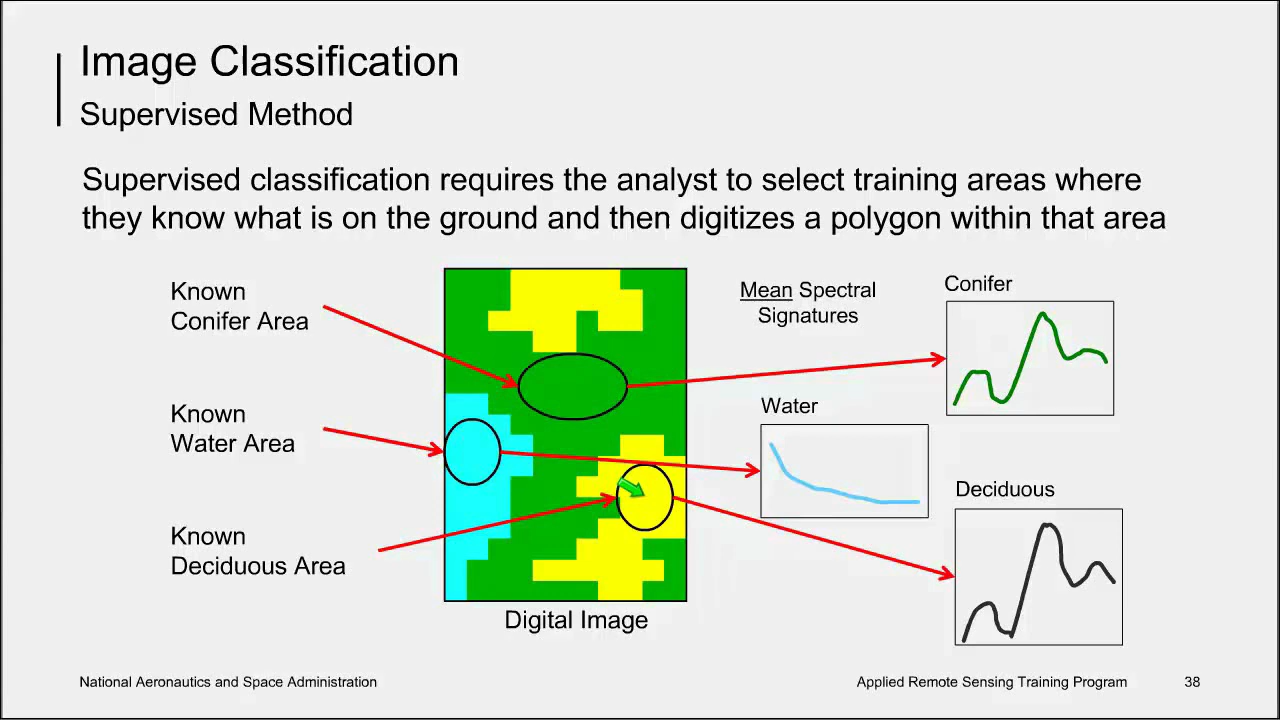 Image Classification
Supervised Method
Supervised classification requires the analyst to select training areas where
they know what is on the ground and then digitizes a polygon within that area
Known
Conifer Area
Known
Water Area
Known
Deciduous Area
Digital Image
Mean Spectral
Signatures
Conifer
Water
Deciduous
National Aeronautics and Space Administration
Applied Remote Sensing Training Program
38